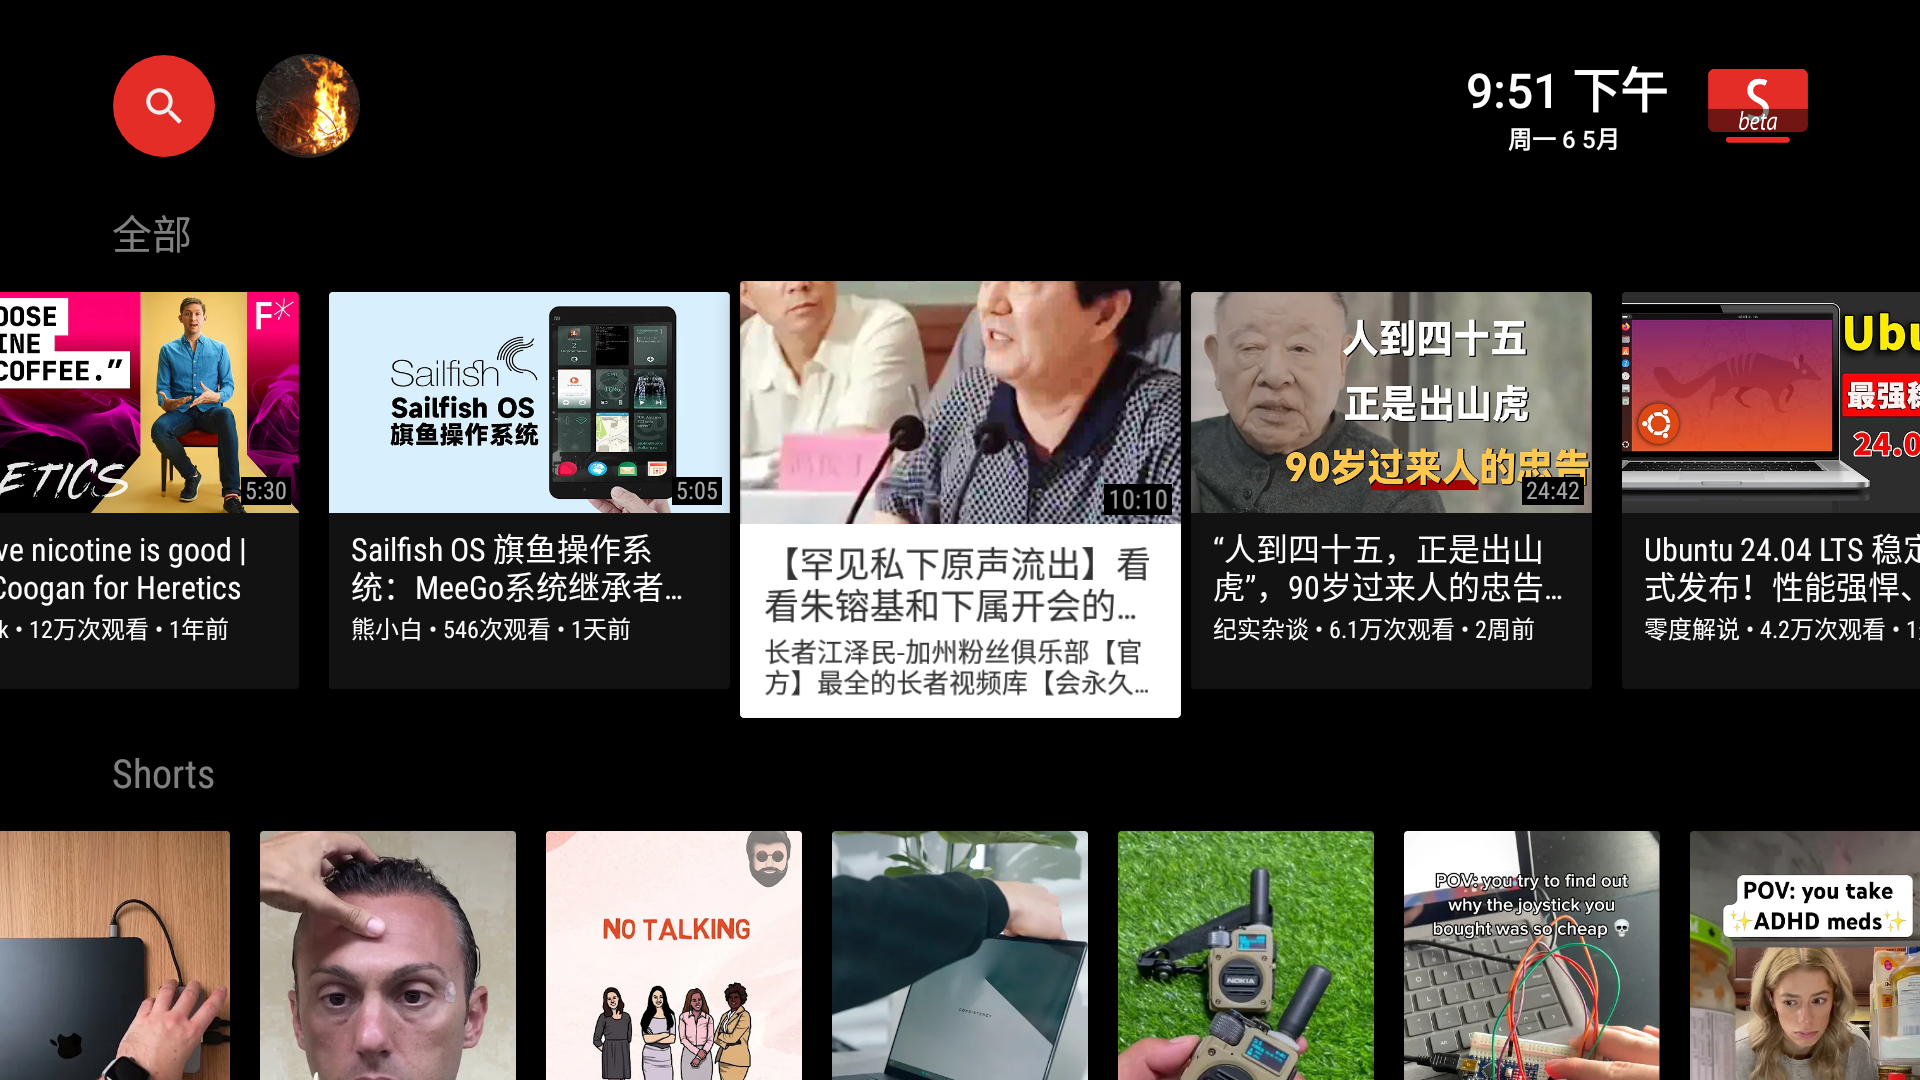 9:51 下午
周一 6 5月
S
beta
全部
OOSE
INE
COFFEE.”
F*
ETICS
5:30
ve nicotine is good |
Coogan for Heretics
k • 12万次观看 • 1年前
Sailfish
Sailfish OS
旗鱼操作系统
5:05
Sailfish OS 旗鱼操作系
统：MeeGo系统继承者...
熊小白 • 546次观看 • 1天前
10:10
【罕见私下原声流出】看
看朱镕基和下属开会的...
长者江泽民-加州粉丝俱乐部【官
方】最全的长者视频库【会永久...
人到四十五
正是出山虎
90岁过来人的忠告
24:42
“人到四十五，正是出山
虎”，90岁过来人的忠告...
纪实杂谈 • 6.1万次观看 • 2周前
Ubu
最强稳
24.0
Ubuntu 24.04 LTS 稳定
式发布！性能强悍、
零度解说 • 4.2万次观看 • 1
Shorts
NO TALKING
CONSISTENCY
NOKIA
POV: you try to find out
why the joystick you
bought was so cheap 💀
POV: you take
✨ADHD meds✨